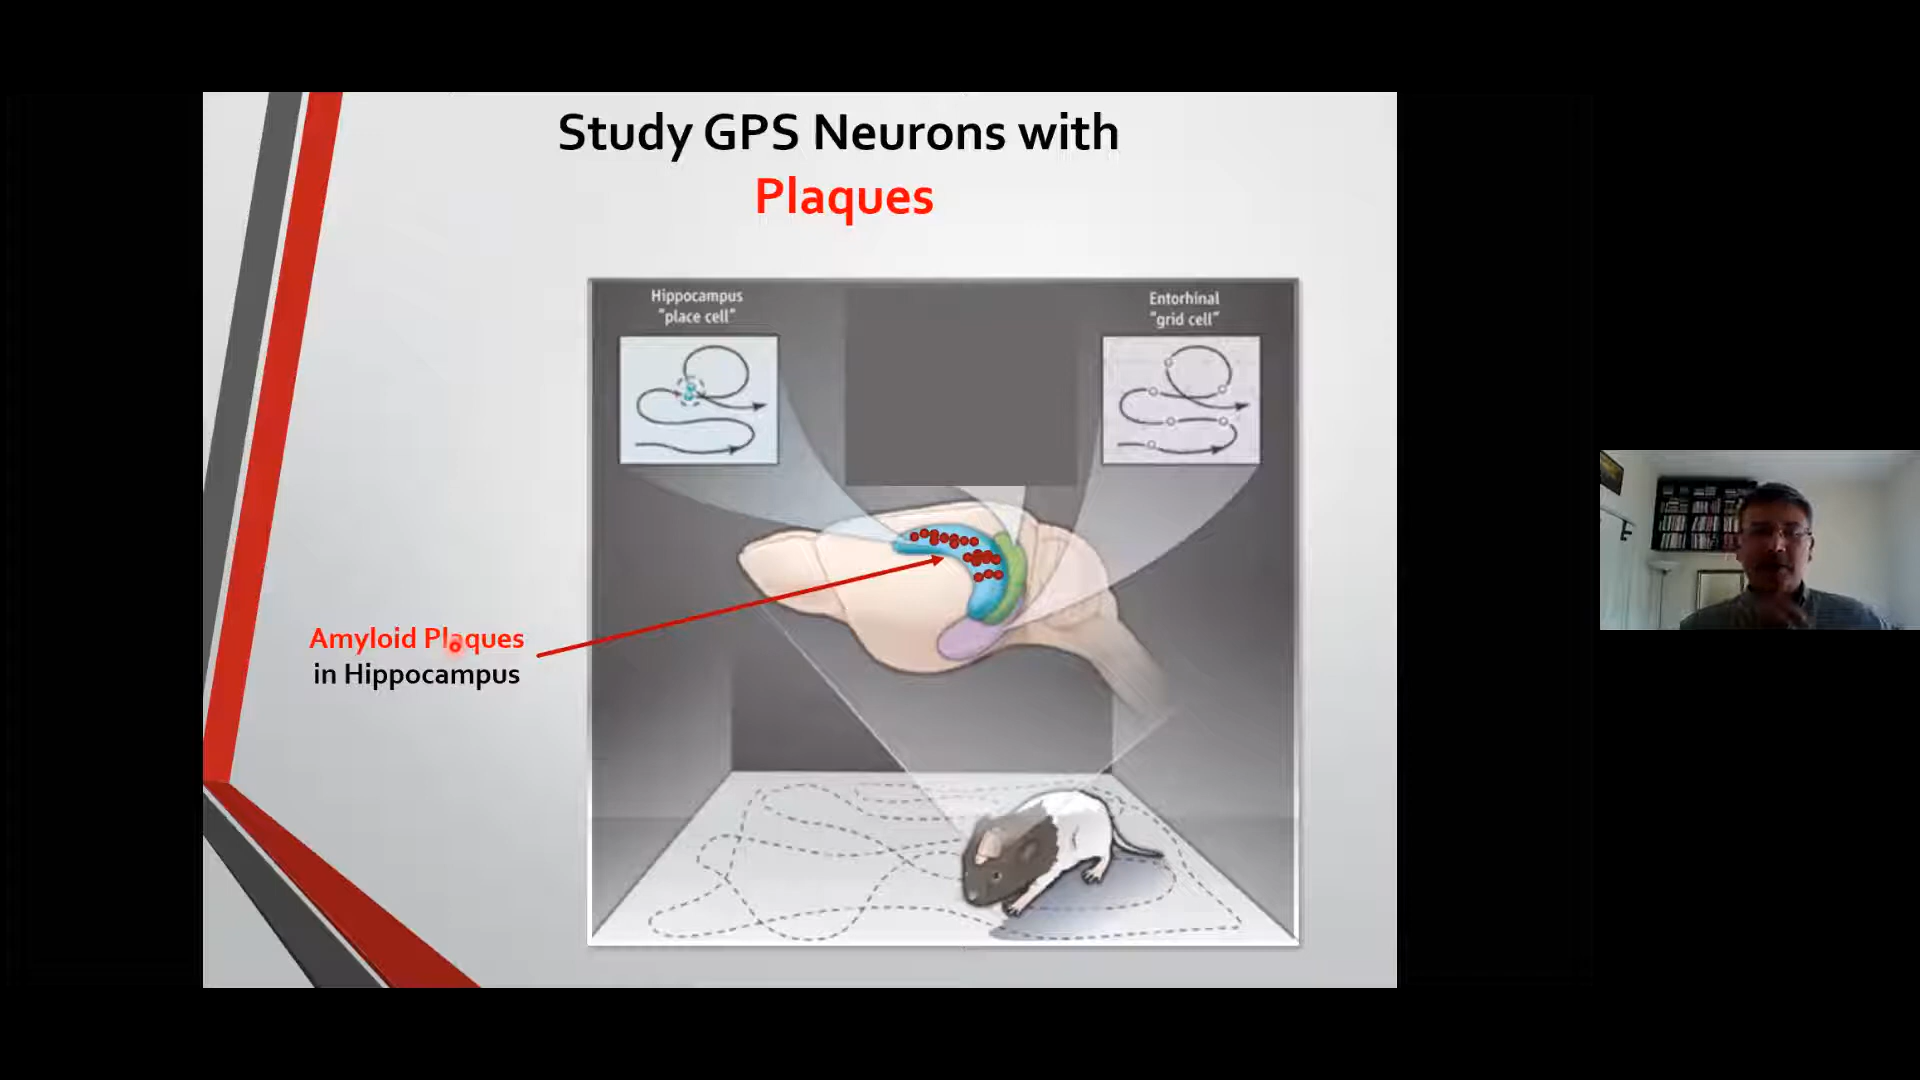 Study GPS Neurons with
Plaques
Hippocampus
"place cell"
Entorhinal
"grid cell"
Amyloid Plaques
in Hippocampus